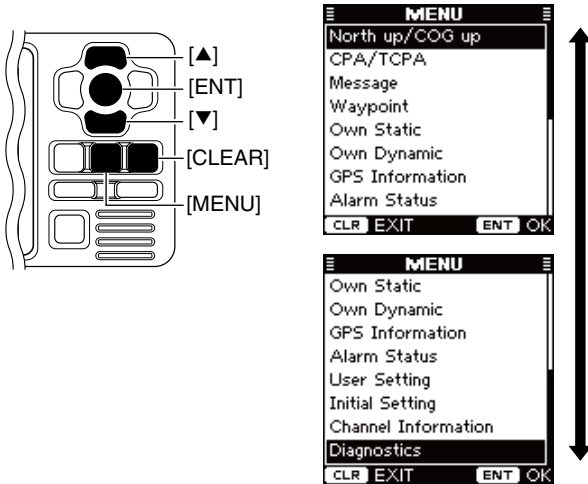 [▲]
[ENT]
[▼]
[CLEAR]
[MENU]
MENU
North up/COG up
CPA/TCPA
Message
Waypoint
Own Static
Own Dynamic
GPS Information
Alarm Status
CLR EXIT ENT OK
MENU
Own Static
Own Dynamic
GPS Information
Alarm Status
User Setting
Initial Setting
Channel Information
Diagnostics
CLR EXIT ENT OK